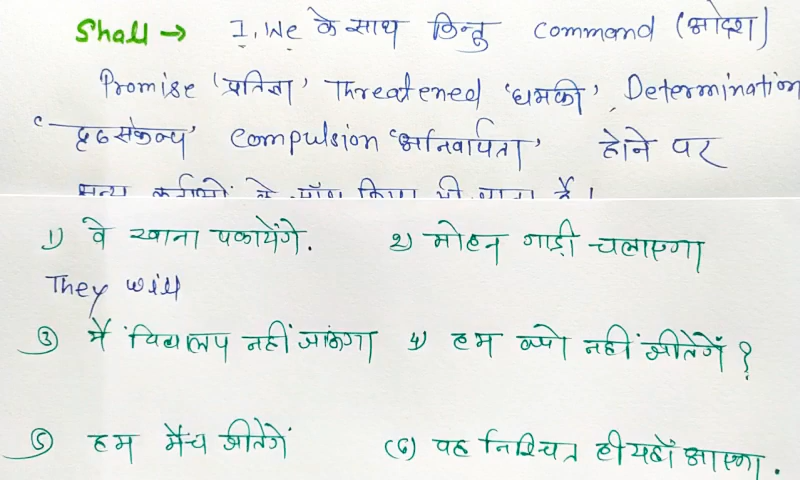 Shall → I, We के साथ किन्तु Command (आदेश)
Promise 'प्रतिज्ञा' Threatened 'धमकी', Determination
'दृढसंकल्प' Compulsion 'अनिवार्यता' होने पर
1) वे खाना पकायेंगे. 2) मोहन गाड़ी चलाएगा
They will
③ मैं विद्यालय नहीं जाऊंगा 4) हम क्यो नहीं जीतेगें ?
⑤ हम मैच जीतेगें (6) वह निश्चित ही यहाँ आएगा.